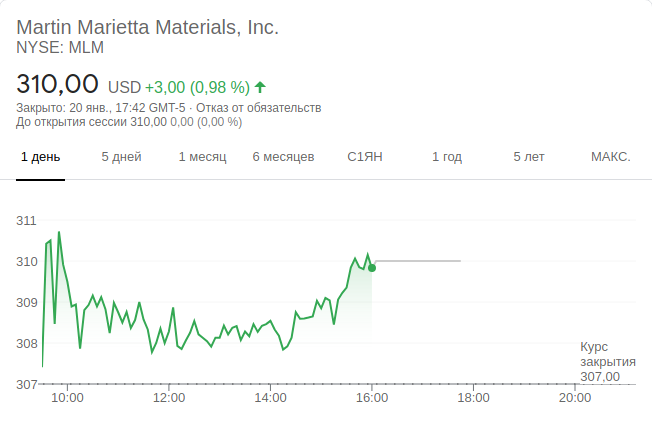 Martin Marietta Materials, Inc.
NYSE: MLM
310,00 USD +3,00 (0,98 %)
Закрыто: 20 янв., 17:42 GMT-5 · Отказ от обязательств
До открытия сессии 310,00 0,00 (0,00 %)
1 день 5 дней 1 месяц 6 месяцев С1ЯН 1 год 5 лет МАКС.
311
310
309
308
Курс
закрытия
307,00
307
10:00 12:00 14:00 16:00 18:00 20:00